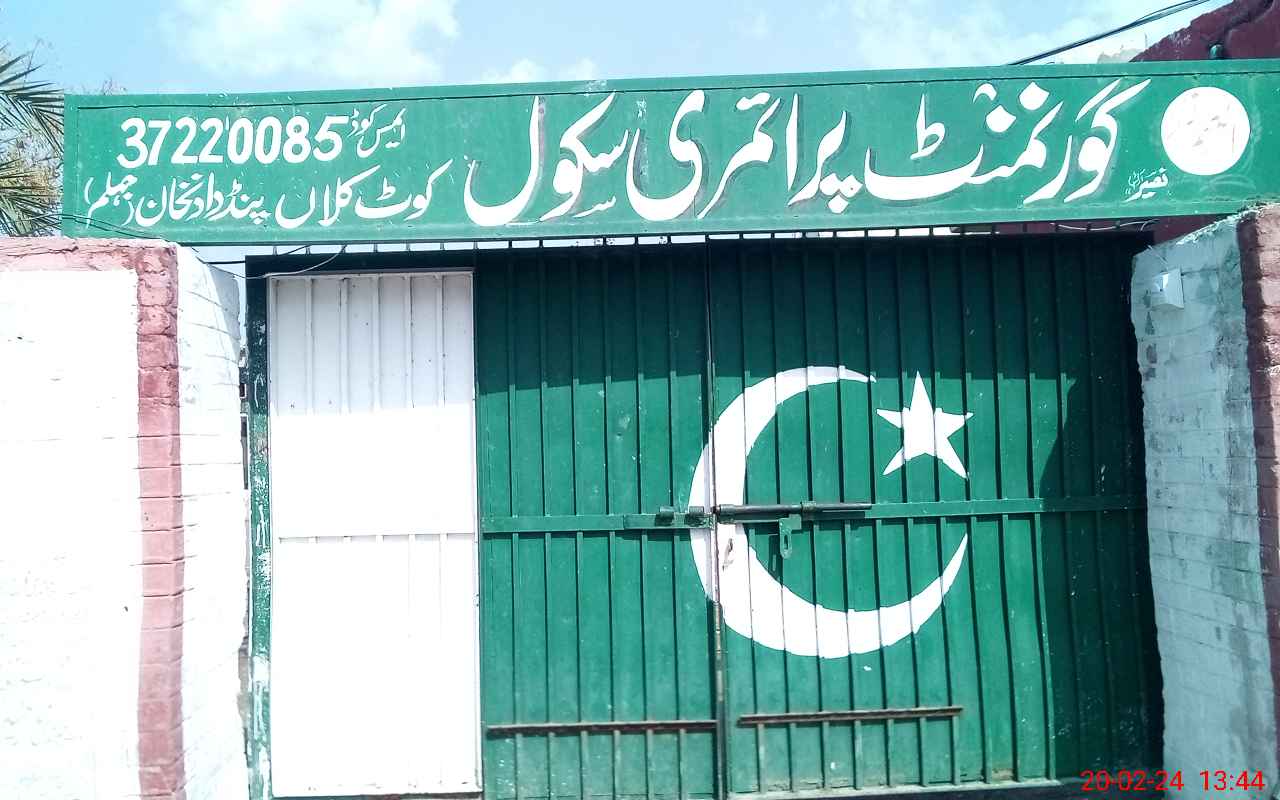 گورنمنٹ پرائمری سکول
ایمس کوڈ 37220085
کوٹ کلاں پنڈدادنخان (جہلم)
20-02-24 13:44